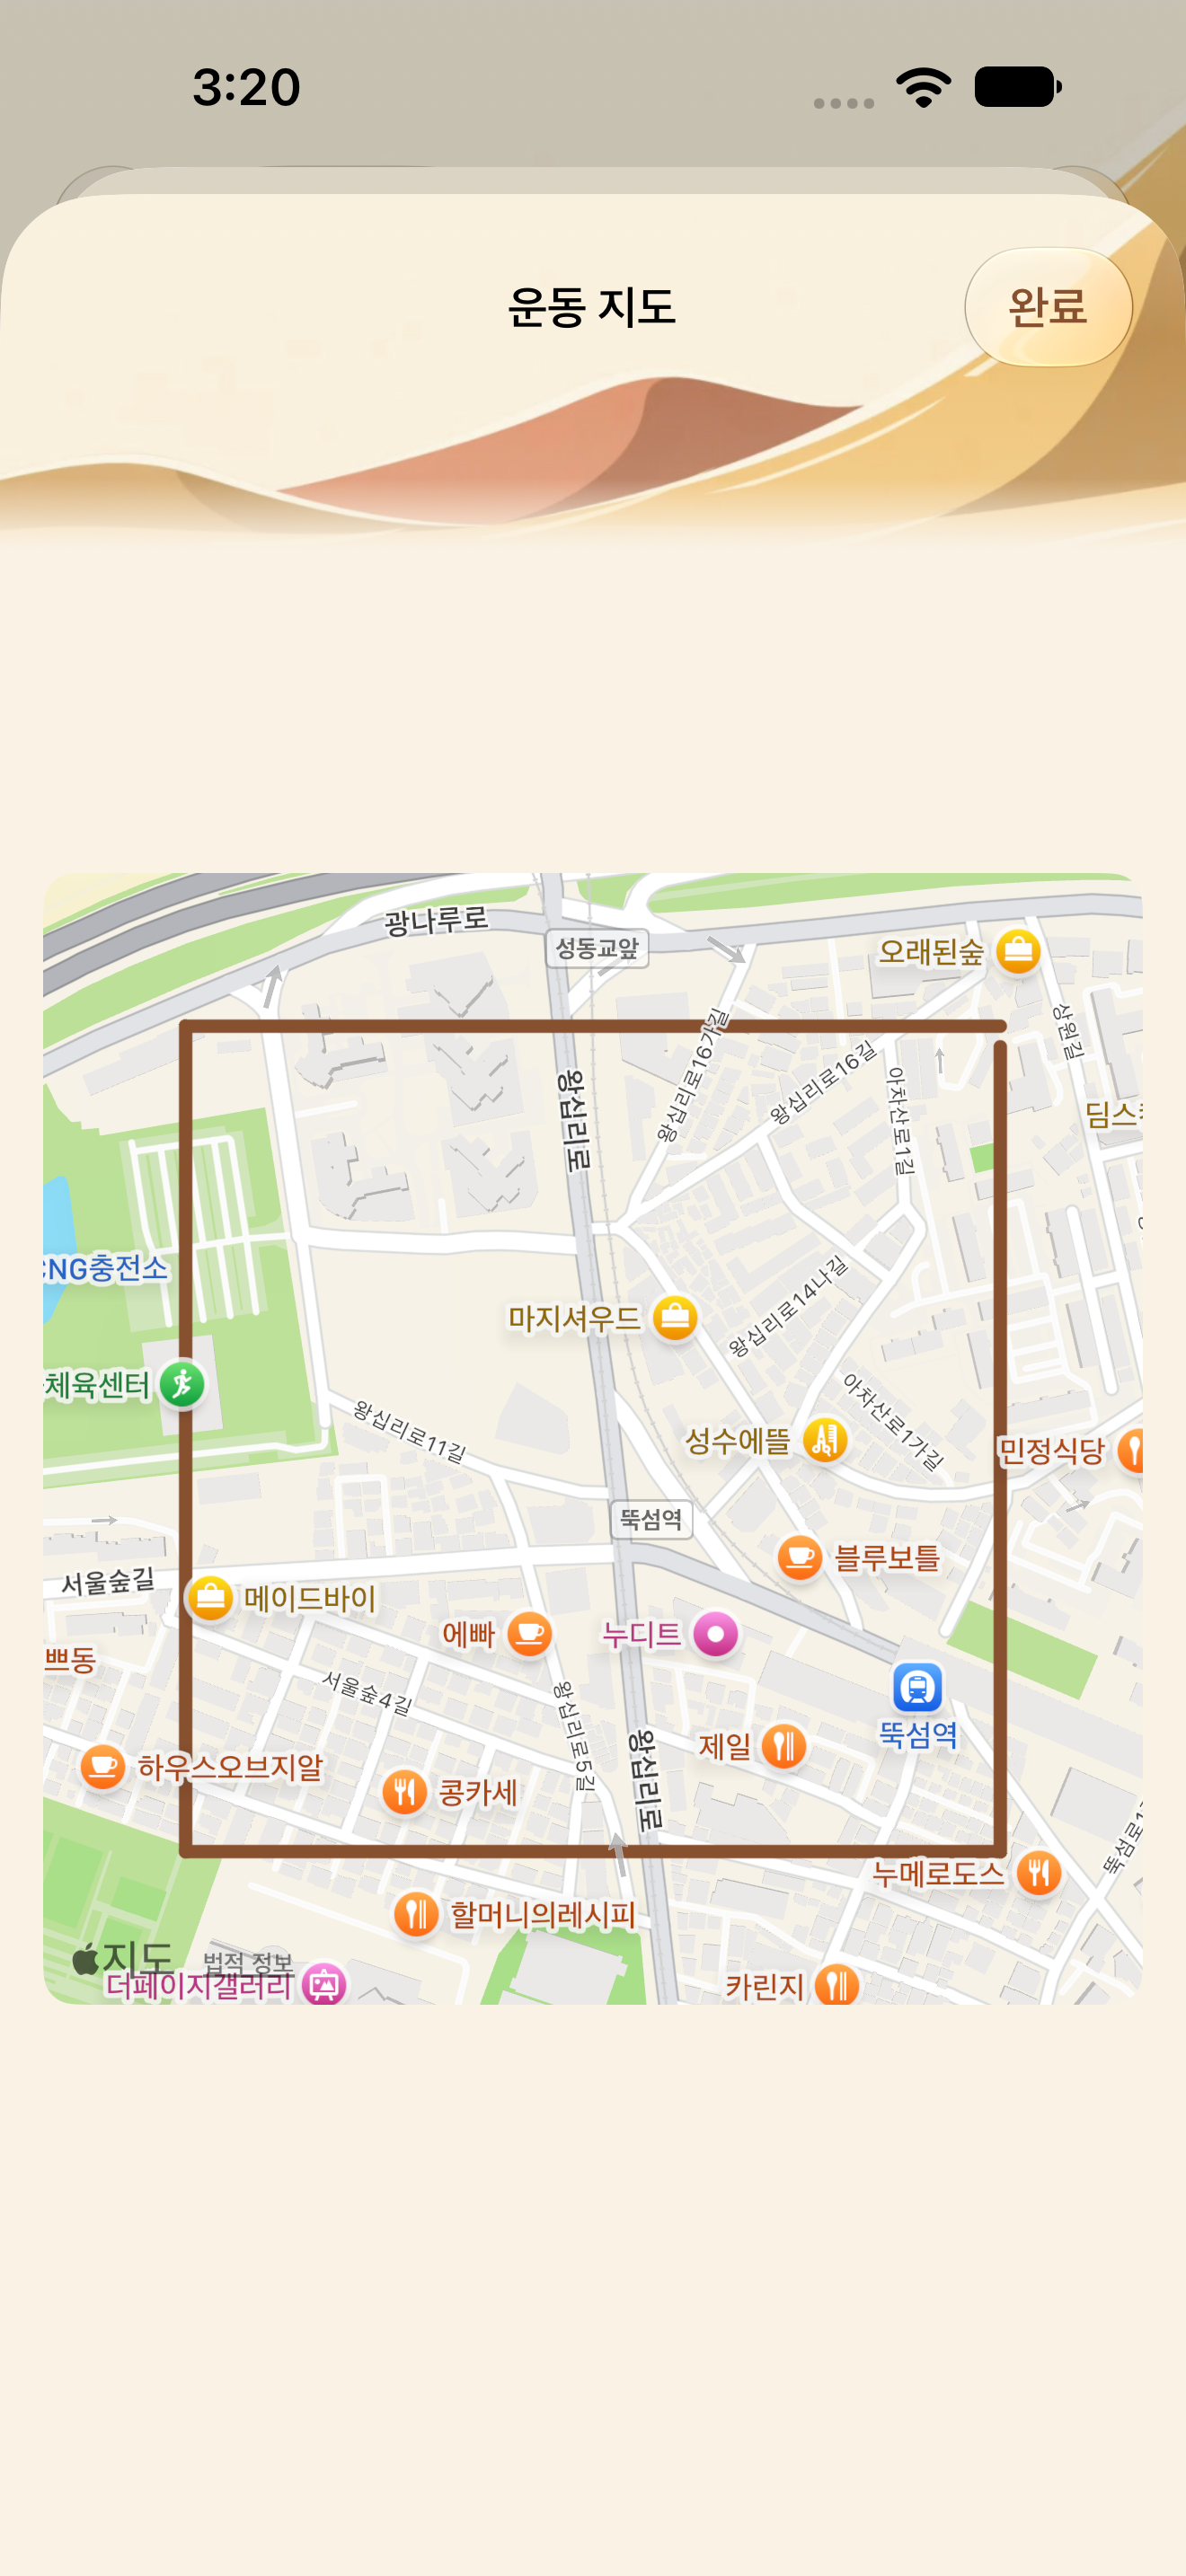 3:20
운동 지도
완료
광나루로
성동교앞
오래된숲
상원길
왕십리로16가길
왕십리로16길
아차산로1길
왕십리로
딤스
CNG충전소
마지셔우드
왕십리로14나길
체육센터
아차산로1가길
왕십리로11길
성수에뜰
민정식당
뚝섬역
블루보틀
서울숲길
메이드바이
에빠
누디트
쁘동
서울숲4길
왕십리로5길
뚝섬역
제일
왕십리로
하우스오브지알
콩카세
뚝섬로1
누메로도스
할머니의레시피
지도
법적 정보
더페이지갤러리
카린지